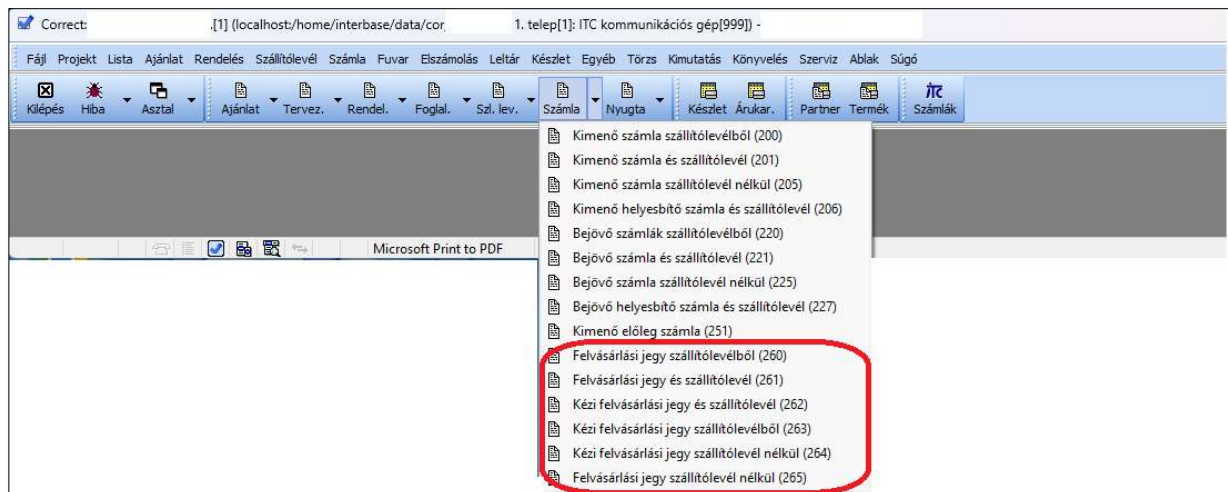 Correct: .[1] (localhost:/home/interbase/data/cor 1. telep[1]: ITC kommunikációs gép[999]) -
Fájl Projekt Lista Ajánlat Rendelés Szállítólevél Számla Fuvar Elszámolás Leltár Készlet Egyéb Törzs Kimutatás Könyvelés Szerviz Ablak Súgó
Kilépés Hiba Asztal Ajánlat Tervez. Rendel. Foglal. Szl. lev. Számla Nyugta Készlet Árukar. Partner Termék ITC Számlák
Kimenő számla szállítólevélből (200)
Kimenő számla és szállítólevél (201)
Kimenő számla szállítólevél nélkül (205)
Kimenő helyesbítő számla és szállítólevél (206)
Bejövő számlák szállítólevélből (220)
Microsoft Print to PDF
Bejövő számla és szállítólevél (221)
Bejövő számla szállítólevél nélkül (225)
Bejövő helyesbítő számla és szállítólevél (227)
Kimenő előleg számla (251)
Felvásárlási jegy szállítólevélből (260)
Felvásárlási jegy és szállítólevél (261)
Kézi felvásárlási jegy és szállítólevél (262)
Kézi felvásárlási jegy szállítólevélből (263)
Kézi felvásárlási jegy szállítólevél nélkül (264)
Felvásárlási jegy szállítólevél nélkül (265)